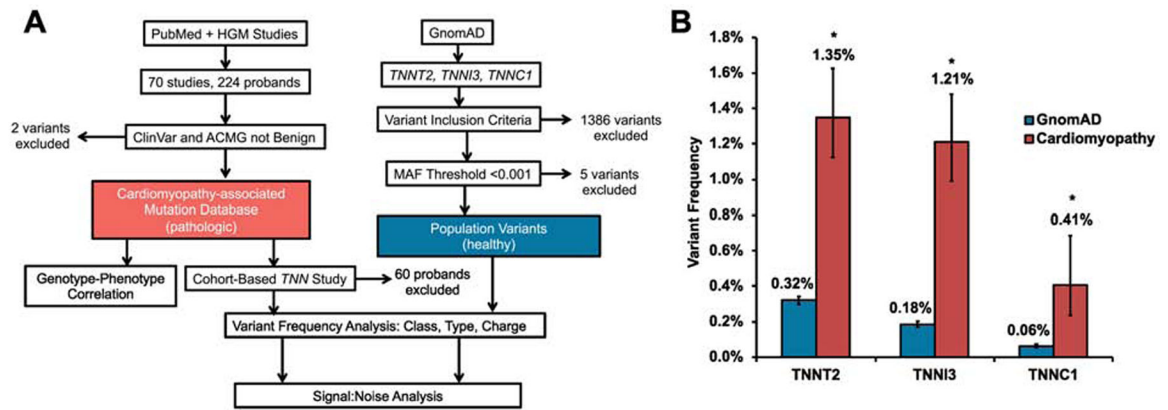 A
PubMed + HGM Studies
70 studies, 224 probands
2 variants
excluded
ClinVar and ACMG not Benign
Cardiomyopathy-associated
Mutation Database
(pathologic)
Genotype-Phenotype
Correlation
Cohort-Based TNN Study
60 probands
excluded
GnomAD
TNNT2, TNNI3, TNNC1
Variant Inclusion Criteria
1386 variants
excluded
MAF Threshold <0.001
5 variants
excluded
Population Variants
(healthy)
Variant Frequency Analysis: Class, Type, Charge
Signal:Noise Analysis
B
Variant Frequency
1.8%
1.6%
1.4%
1.2%
1.0%
0.8%
0.6%
0.4%
0.2%
0.0%
*
1.35%
0.32%
*
1.21%
0.18%
*
0.41%
0.06%
GnomAD
Cardiomyopathy
TNNT2
TNNI3
TNNC1